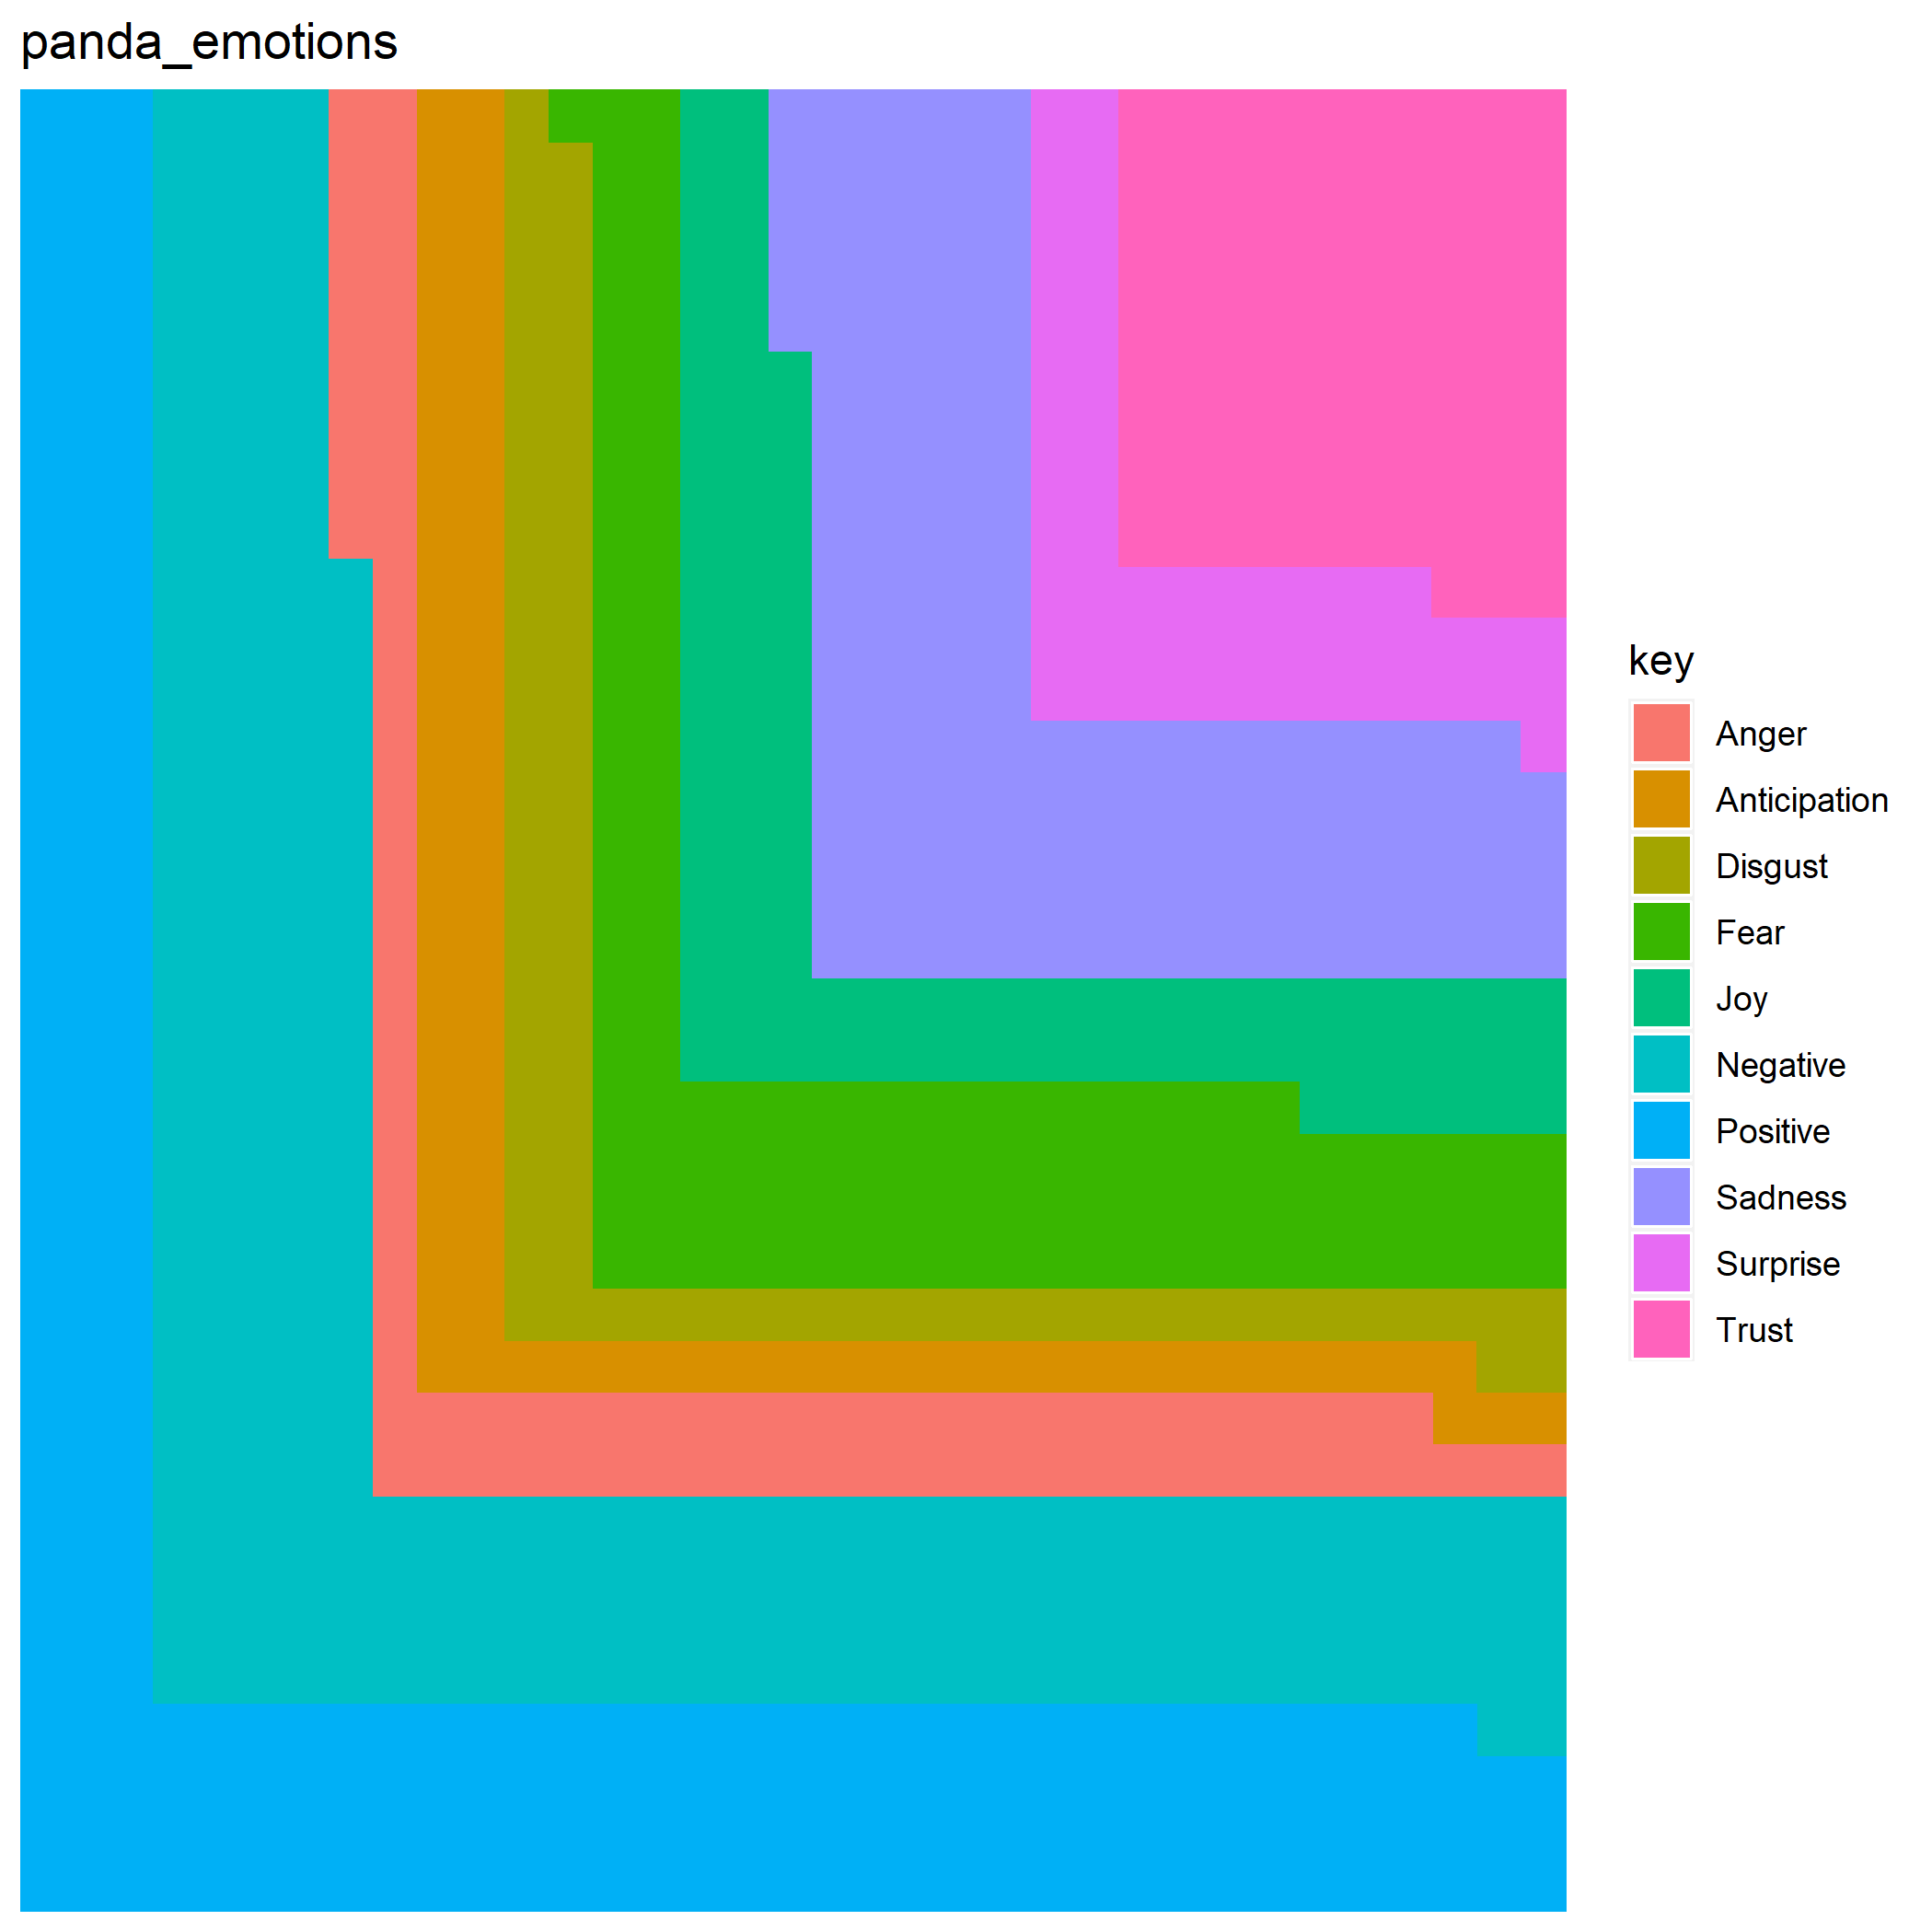 panda_emotions
key
Anger
Anticipation
Disgust
Fear
Joy
Negative
Positive
Sadness
Surprise
Trust